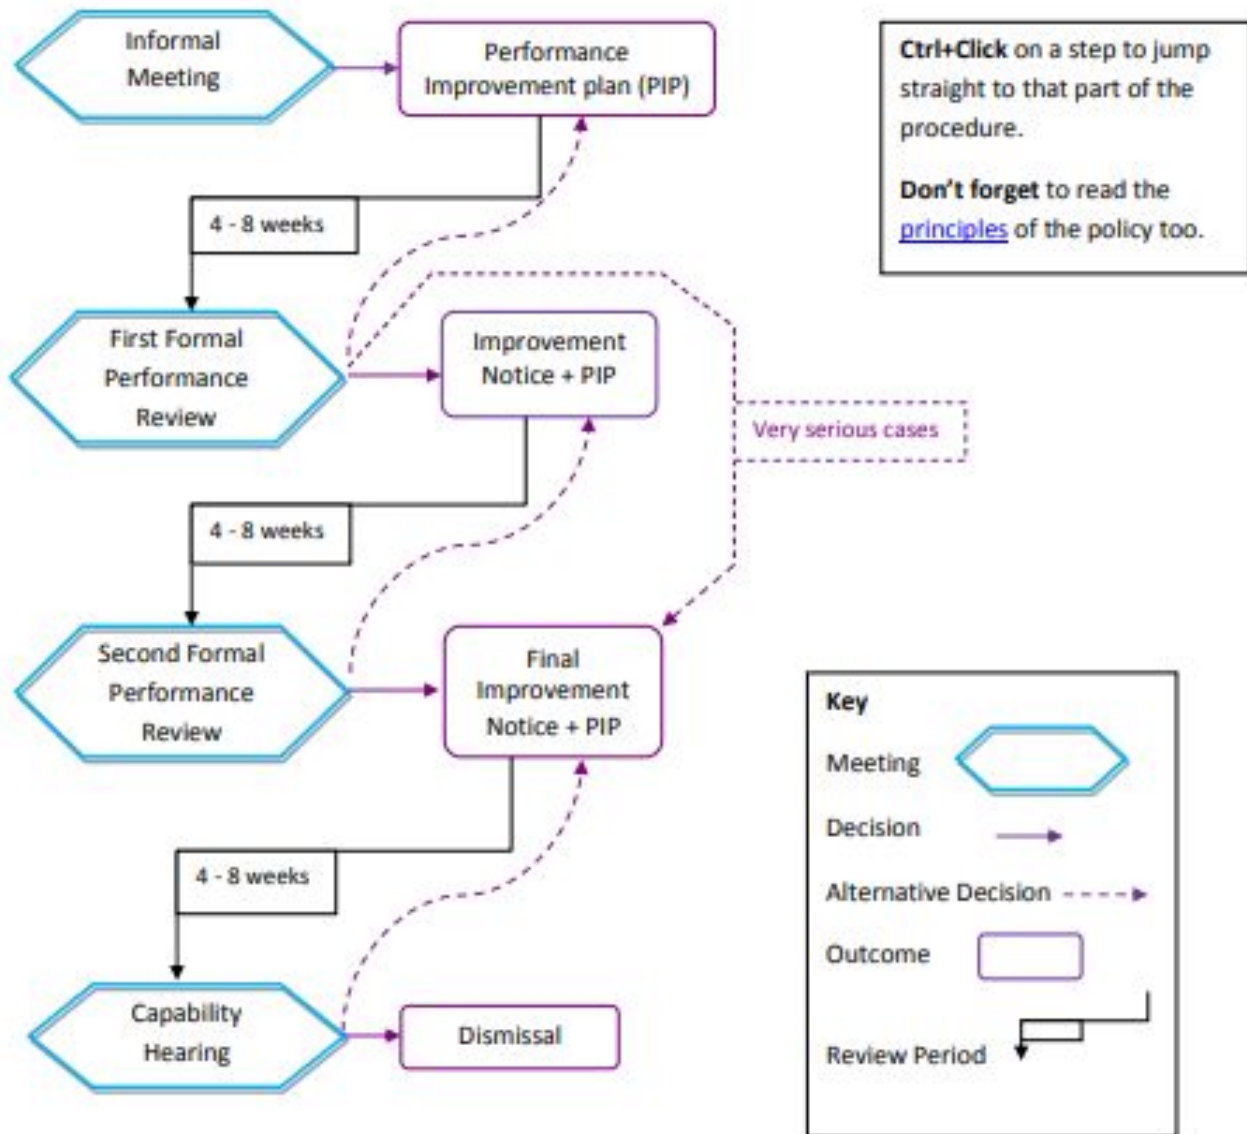 Informal
Meeting
Performance
Improvement plan (PIP)
Ctrl+Click on a step to jump
straight to that part of the
procedure.
Don't forget to read the
principles of the policy too.
4 - 8 weeks
First Formal
Performance
Review
Improvement
Notice + PIP
Very serious cases
4 - 8 weeks
Second Formal
Performance
Review
Final
Improvement
Notice + PIP
4 - 8 weeks
Capability
Hearing
Dismissal
Key
Meeting
Decision
Alternative Decision
Outcome
Review Period